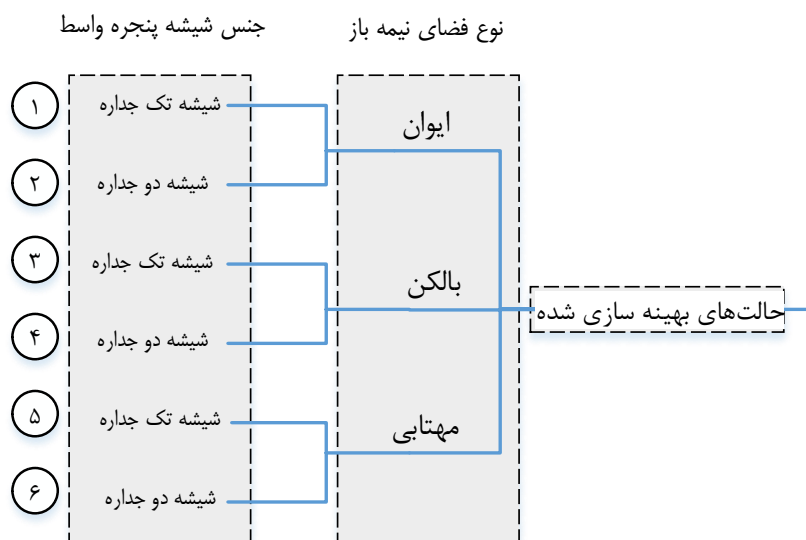 نوع فضای نیمه باز
جنس شیشه پنجره واسط
حالت‌های بهینه سازی شده
ایوان
شیشه تک جداره
۱
شیشه دو جداره
۲
بالکن
شیشه تک جداره
۳
شیشه دو جداره
۴
مهتابی
شیشه تک جداره
۵
شیشه دو جداره
۶